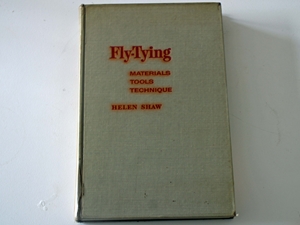 Fly-Tying
MATERIALS
TOOLS
TECHNIQUE
HELEN SHAW